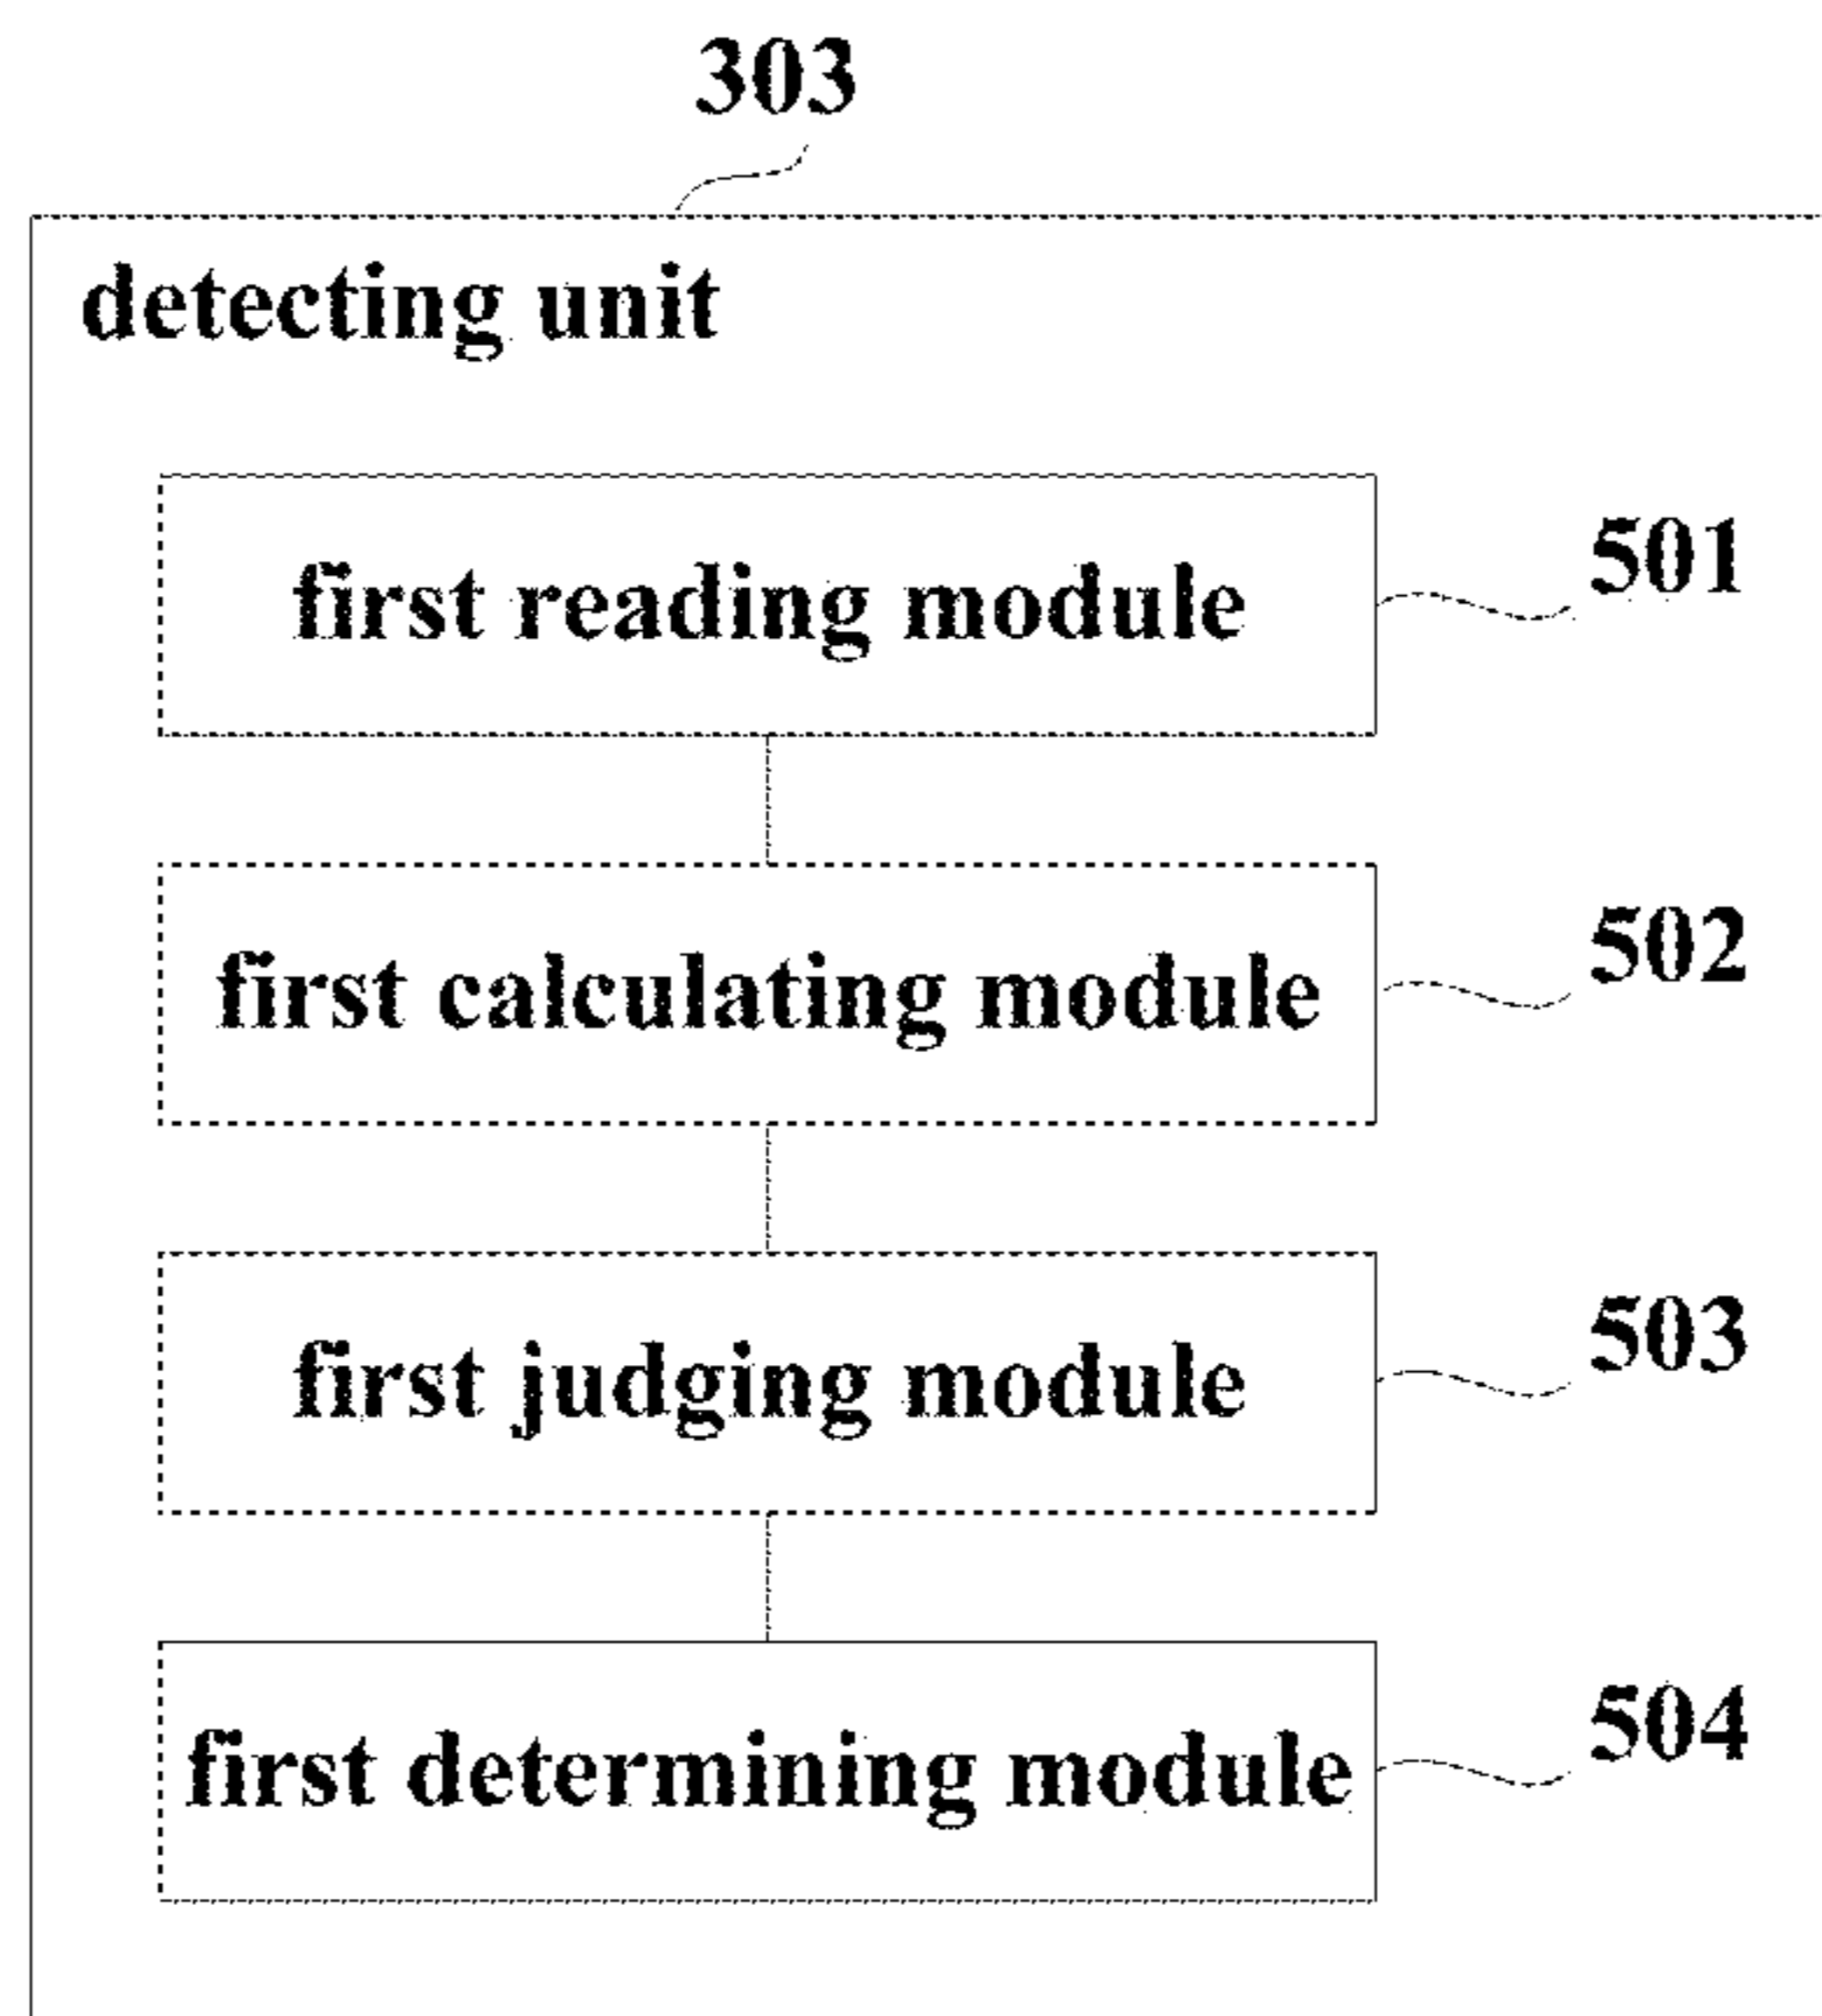 303
detecting unit
first reading module
501
first calculating module
502
first judging module
503
first determining module
504